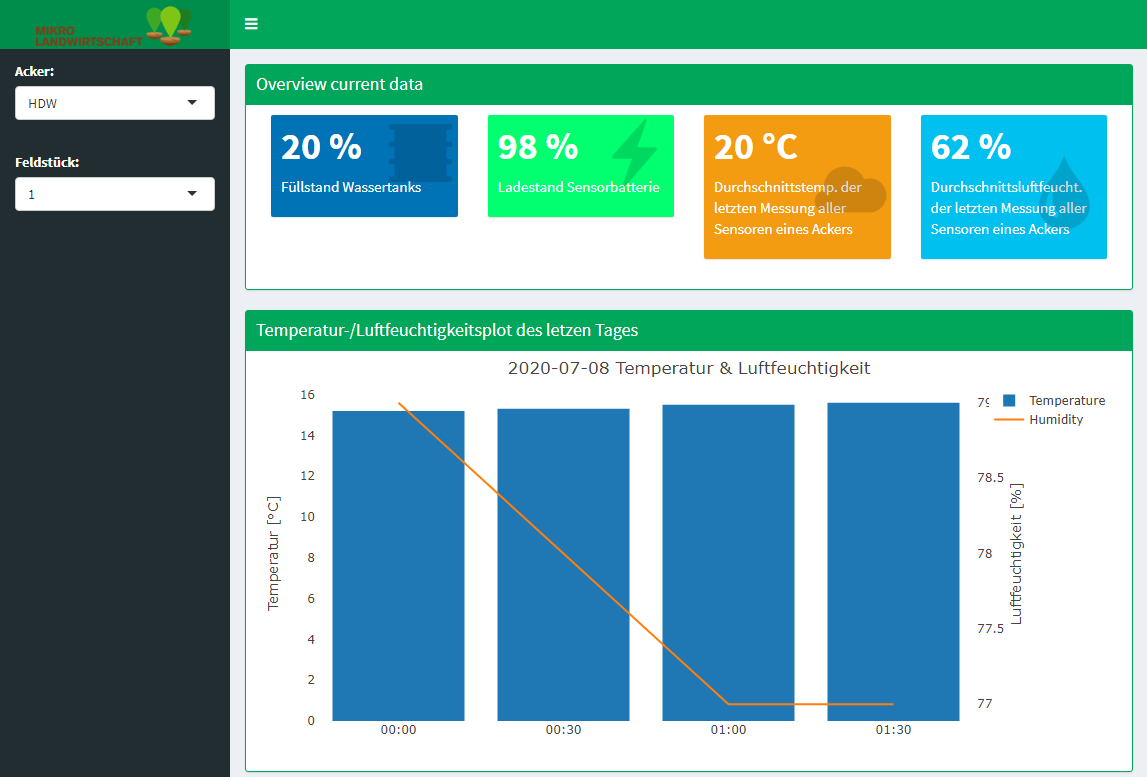 MIKRO
LANDWIRTSCHAFT
Acker:
HDW
Feldstück:
1
Overview current data
20 %
Füllstand Wassertanks
98 %
Ladestand Sensorbatterie
20 °C
Durchschnittstemp. der
letzten Messung aller
Sensoren eines Ackers
62 %
Durchschnittsluftfeucht.
der letzten Messung aller
Sensoren eines Ackers
Temperatur-/Luftfeuchtigkeitsplot des letzen Tages
2020-07-08 Temperatur & Luftfeuchtigkeit
Temperatur [°C]
16
14
12
10
8
6
4
2
0
00:00
00:30
01:00
01:30
79
78.5
78
77.5
77
Luftfeuchtigkeit [%]
Temperature
Humidity